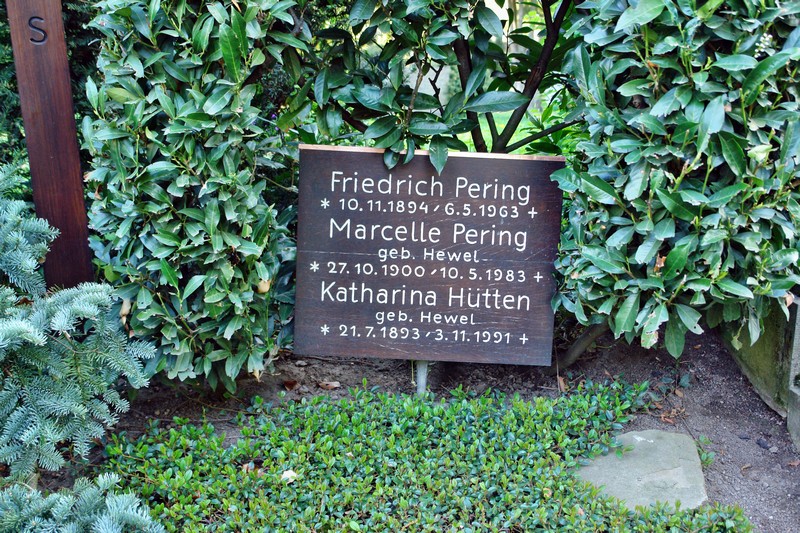 S
Friedrich Pering
* 10.11.1894 / 6.5.1963 +
Marcelle Pering
geb. Hewel
* 27.10.1900 / 10.5.1983 +
Katharina Hütten
geb. Hewel
* 21.7.1893 / 3.11.1991 +